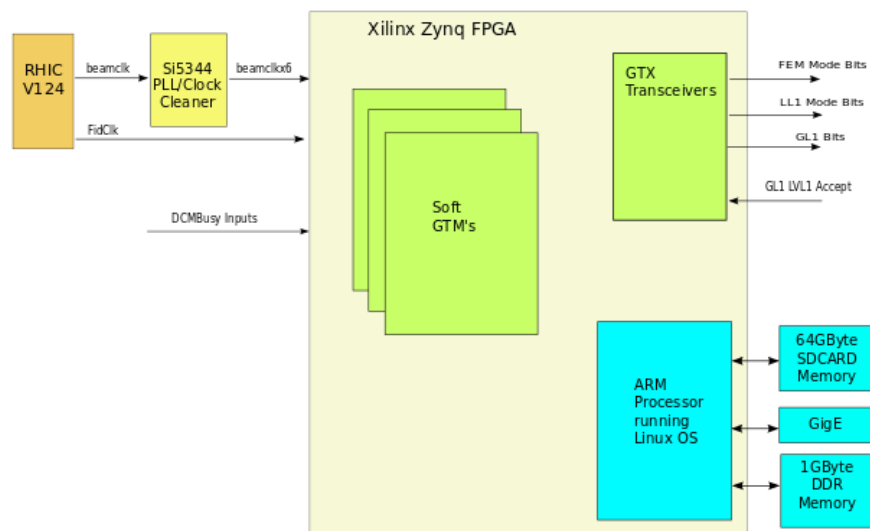 Xilinx Zynq FPGA
RHIC
V124
beamclk
Si5344
PLL/Clock
Cleaner
beamclkx6
FidClk
DCMBusy Inputs
Soft
GTM's
GTX
Transceivers
FEM Mode Bits
LL1 Mode Bits
GL1 Bits
GL1 LVL1 Accept
ARM
Processor
running
Linux OS
64GByte
SDCARD
Memory
GigE
1GByte
DDR
Memory